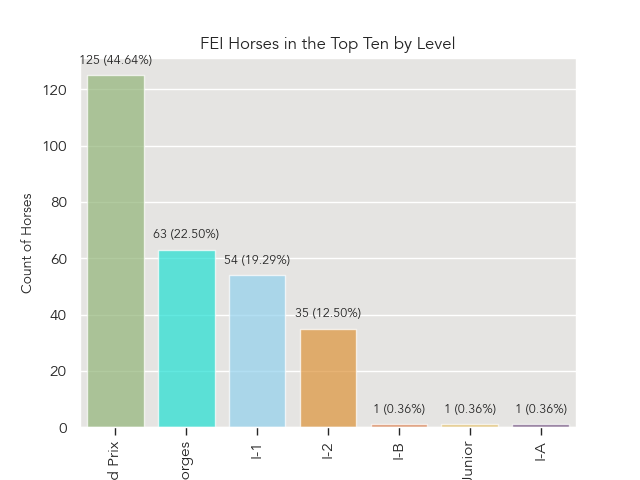 FEI Horses in the Top Ten by Level
125 (44.64%)
120
100
80
63 (22.50%)
60
54 (19.29%)
40
35 (12.50%)
20
1 (0.36%)
1 (0.36%)
1 (0.36%)
0
Count of Horses
d Prix
orges
I-1
I-2
I-B
Junior
I-A